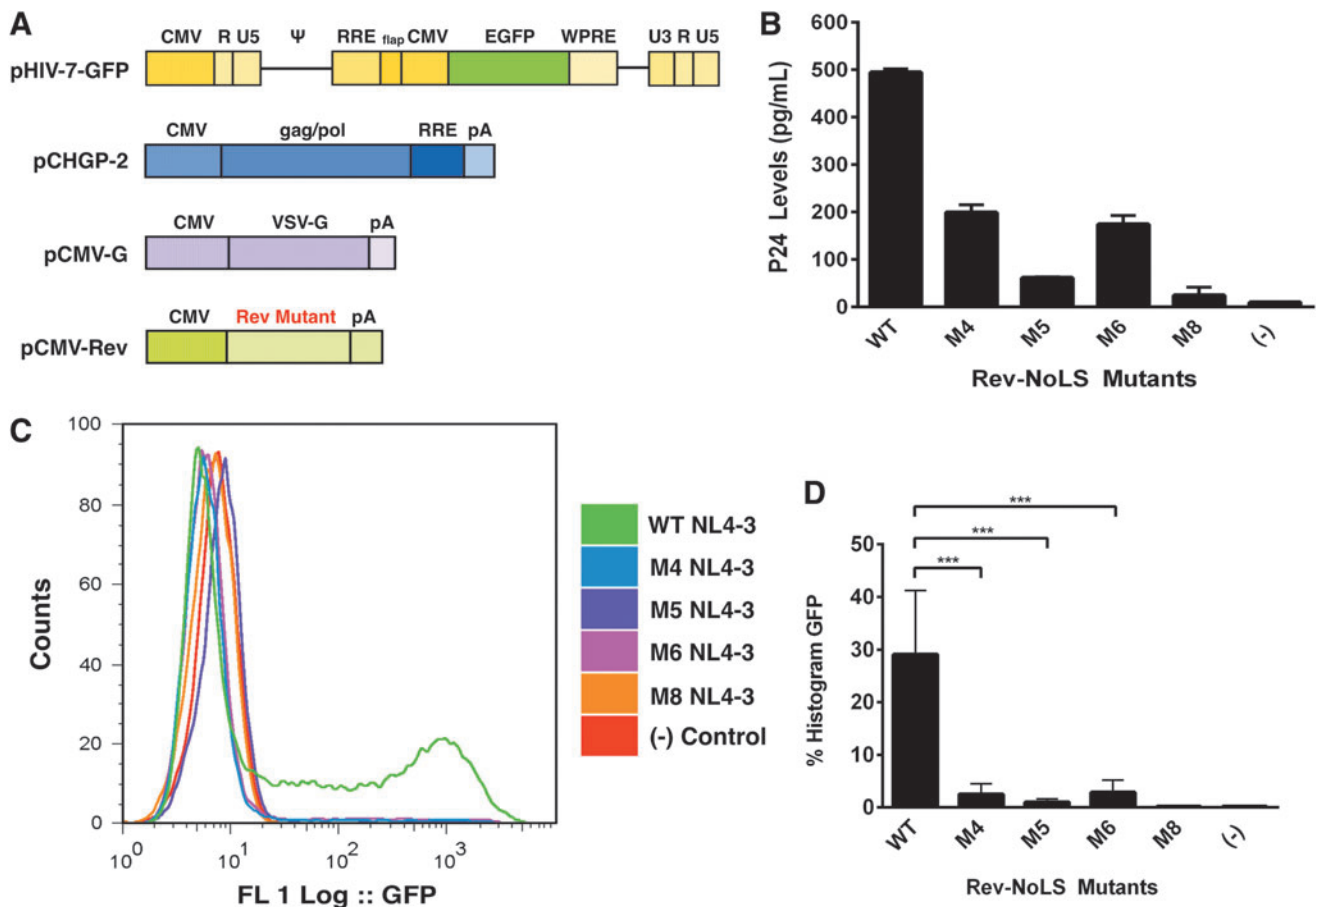 A
CMV R U5 Ψ RRE flap CMV EGFP WPRE U3 R U5
pHIV-7-GFP
CMV gag/pol RRE pA
pCHGP-2
CMV VSV-G pA
pCMV-G
CMV Rev Mutant pA
pCMV-Rev
B
P24 Levels (pg/mL)
600
500
400
300
200
100
0
WT M4 M5 M6 M8 (-)
Rev-NoLS Mutants
C
Counts
100
80
60
40
20
0
10^0 10^1 10^2 10^3
FL 1 Log :: GFP
WT NL4-3
M4 NL4-3
M5 NL4-3
M6 NL4-3
M8 NL4-3
(-) Control
D
***
***
***
% Histogram GFP
50
40
30
20
10
0
WT M4 M5 M6 M8 (-)
Rev-NoLS Mutants